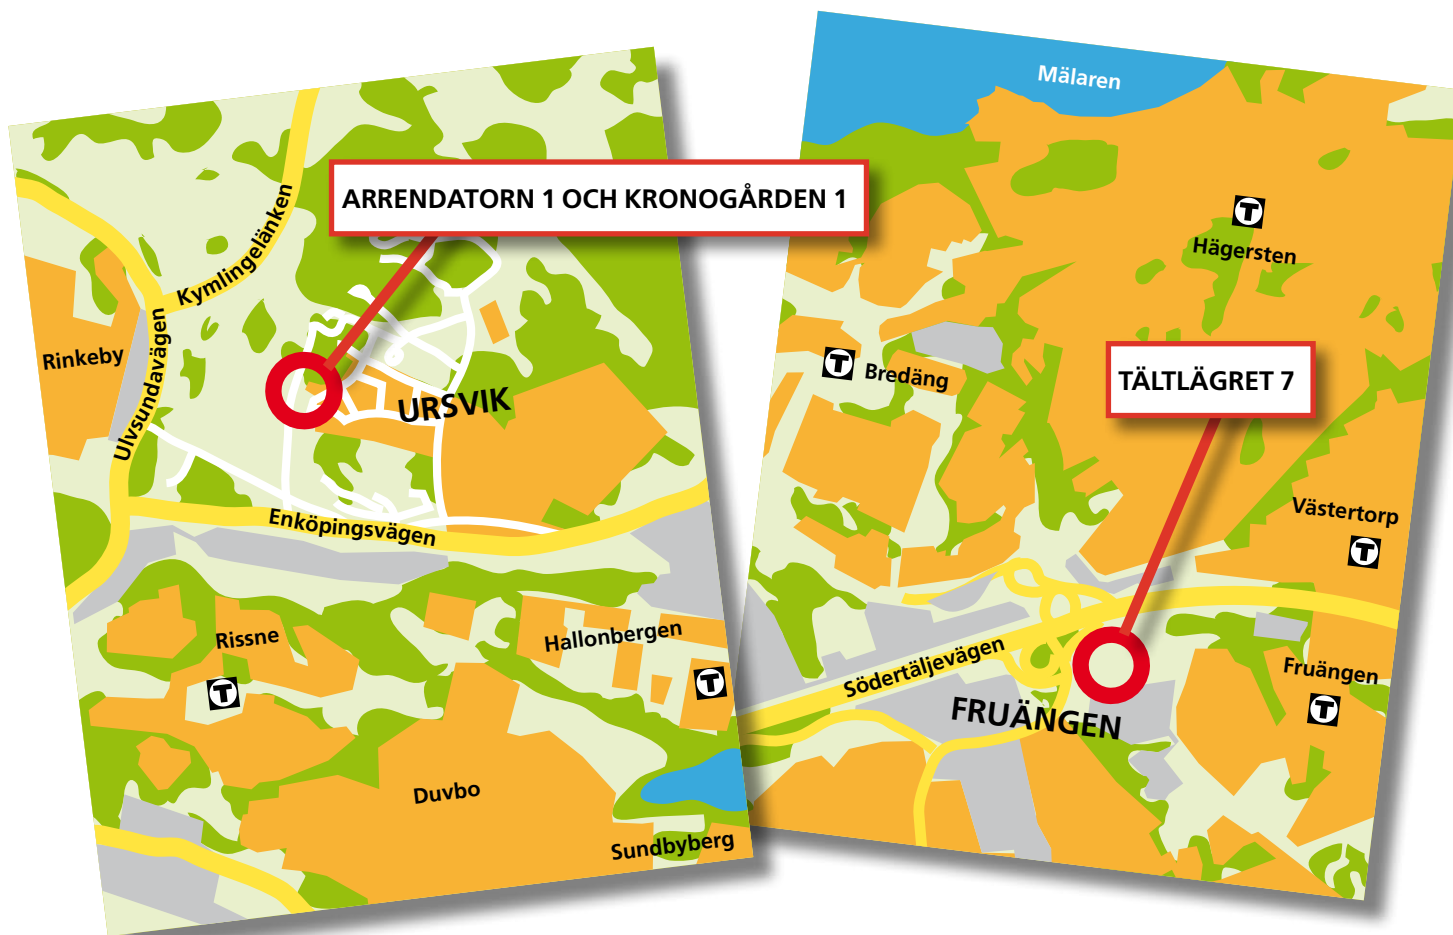 ARRENDATORN 1 OCH KRONOGÅRDEN 1
Kymlingelänken
Rinkeby
Ulvsundavägen
URSVIK
Enköpingsvägen
Rissne
T
Hallonbergen
T
Duvbo
Sundbyberg
Mälaren
T
Hägersten
T
Bredäng
TÄLTLÄGRET 7
Västertorp
T
Södertäljevägen
FRUÄNGEN
Fruängen
T